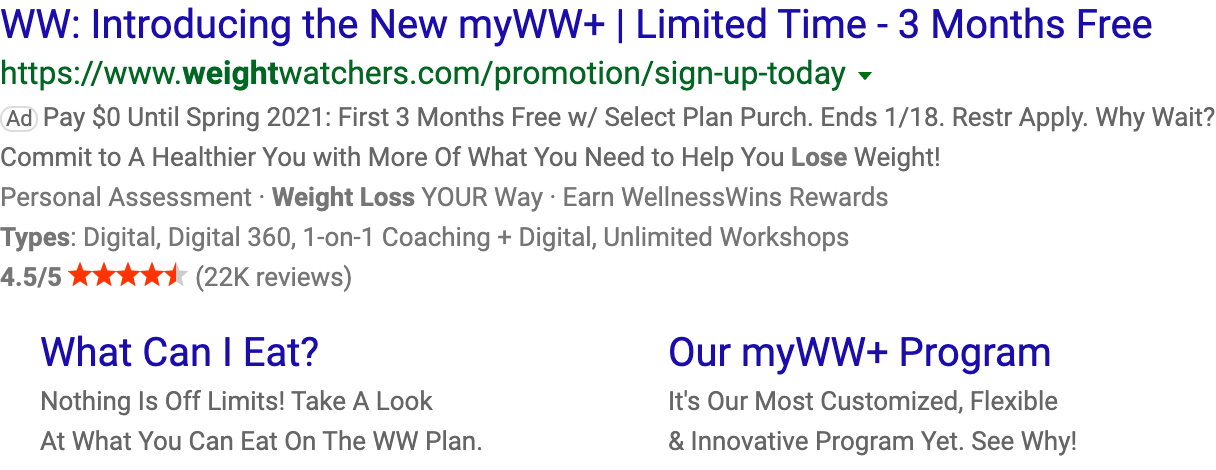 WW: Introducing the New myWW+ | Limited Time - 3 Months Free
https://www.weightwatchers.com/promotion/sign-up-today
Ad Pay $0 Until Spring 2021: First 3 Months Free w/ Select Plan Purch. Ends 1/18. Restr Apply. Why Wait?
Commit to A Healthier You with More Of What You Need to Help You Lose Weight!
Personal Assessment · Weight Loss YOUR Way · Earn WellnessWins Rewards
Types: Digital, Digital 360, 1-on-1 Coaching + Digital, Unlimited Workshops
4.5/5 (22K reviews)
What Can I Eat?
Nothing Is Off Limits! Take A Look
At What You Can Eat On The WW Plan.
Our myWW+ Program
It's Our Most Customized, Flexible
& Innovative Program Yet. See Why!